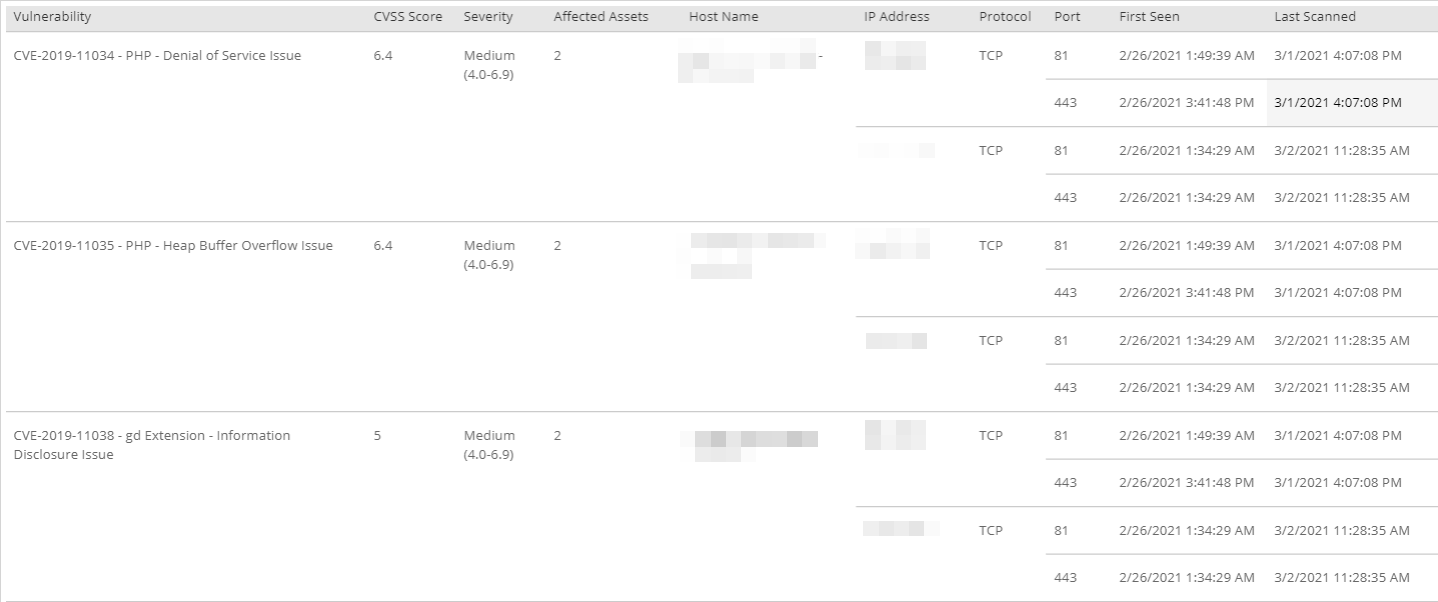 Vulnerability CVSS Score Severity Affected Assets Host Name IP Address Protocol Port First Seen Last Scanned
CVE-2019-11034 - PHP - Denial of Service Issue 6.4 Medium 2 - TCP 81 2/26/2021 1:49:39 AM 3/1/2021 4:07:08 PM
(4.0-6.9)
443 2/26/2021 3:41:48 PM 3/1/2021 4:07:08 PM
TCP 81 2/26/2021 1:34:29 AM 3/2/2021 11:28:35 AM
443 2/26/2021 1:34:29 AM 3/2/2021 11:28:35 AM
CVE-2019-11035 - PHP - Heap Buffer Overflow Issue 6.4 Medium 2 TCP 81 2/26/2021 1:49:39 AM 3/1/2021 4:07:08 PM
(4.0-6.9)
443 2/26/2021 3:41:48 PM 3/1/2021 4:07:08 PM
TCP 81 2/26/2021 1:34:29 AM 3/2/2021 11:28:35 AM
443 2/26/2021 1:34:29 AM 3/2/2021 11:28:35 AM
CVE-2019-11038 - gd Extension - Information 5 Medium 2 TCP 81 2/26/2021 1:49:39 AM 3/1/2021 4:07:08 PM
Disclosure Issue (4.0-6.9)
443 2/26/2021 3:41:48 PM 3/1/2021 4:07:08 PM
TCP 81 2/26/2021 1:34:29 AM 3/2/2021 11:28:35 AM
443 2/26/2021 1:34:29 AM 3/2/2021 11:28:35 AM